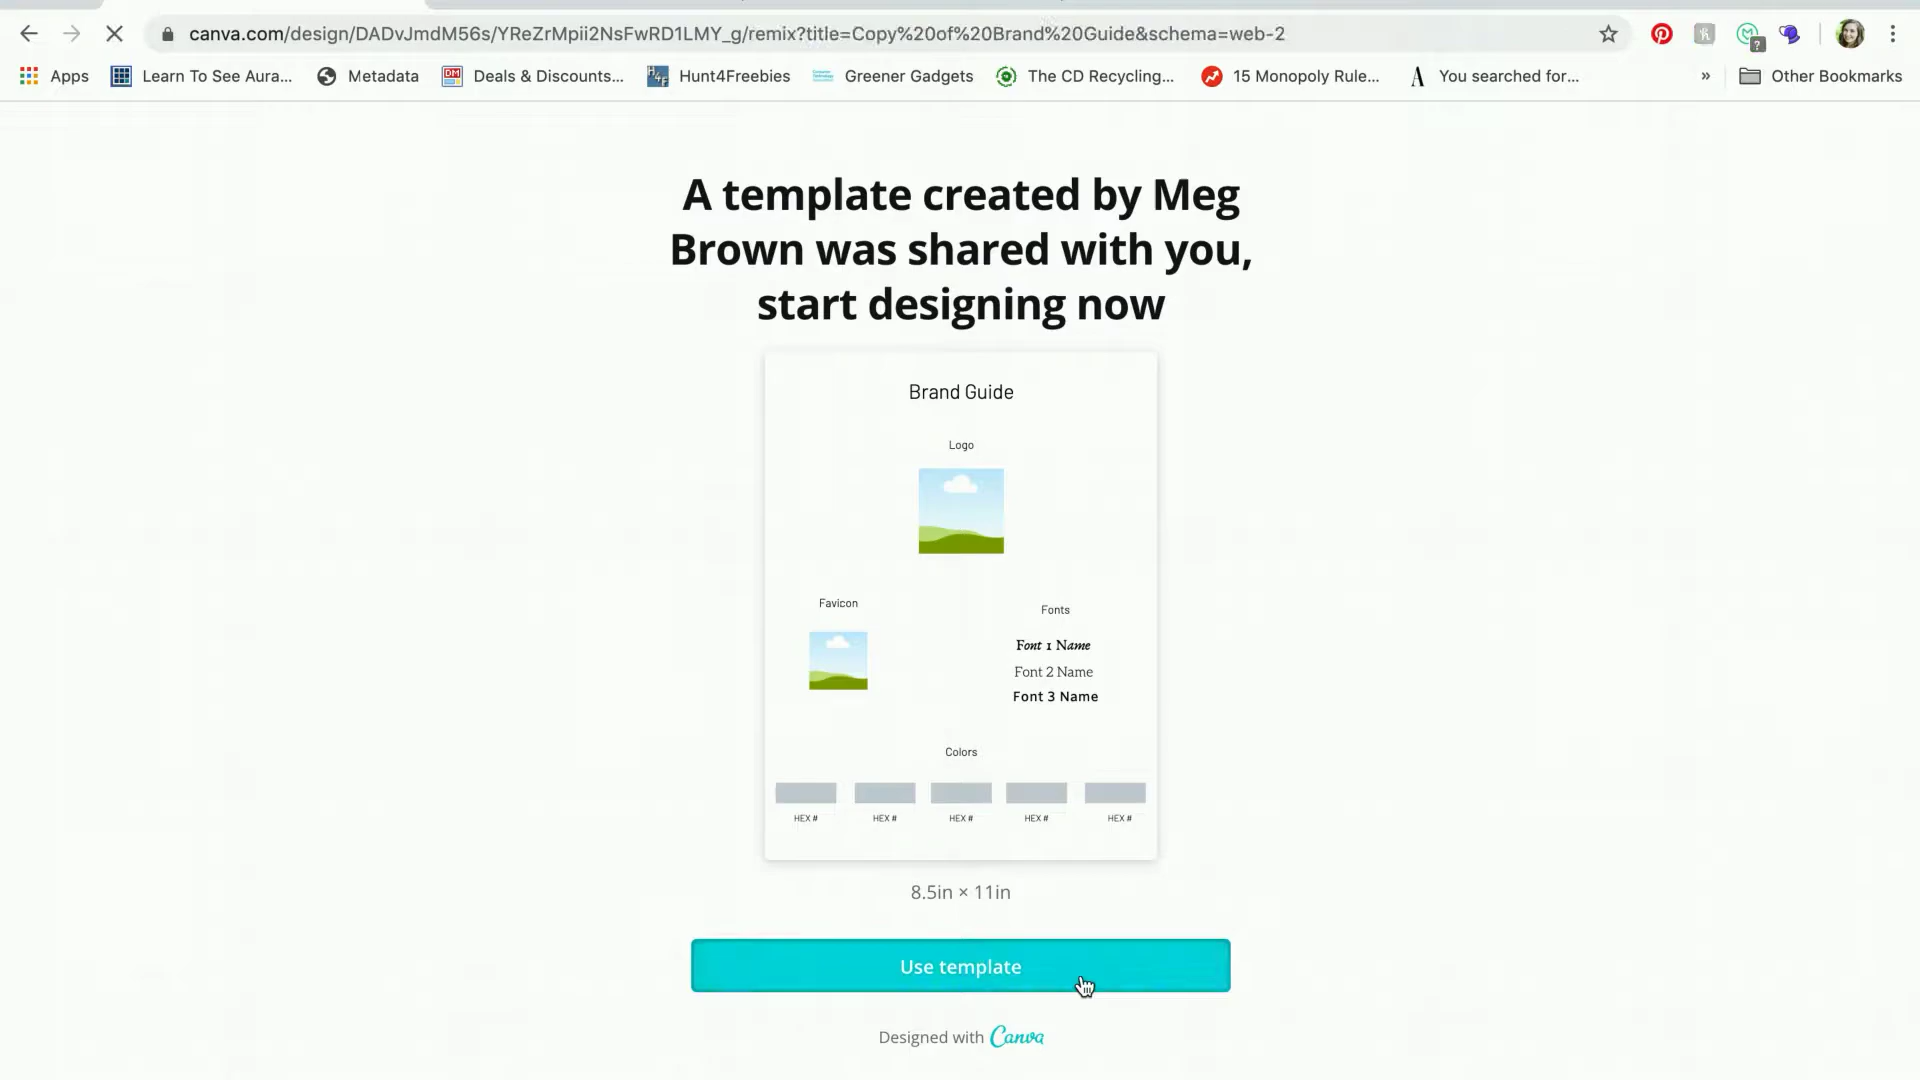 canva.com/design/DADvJmdM56s/YReZrMpii2NsFwRD1LMY_g/remix?title=Copy%20of%20Brand%20Guide&schema=web-2
Apps Learn To See Aura... Metadata DM Deals & Discounts... H4F Hunt4Freebies Greener Gadgets The CD Recycling... 15 Monopoly Rule... A You searched for... » Other Bookmarks
A template created by Meg
Brown was shared with you,
start designing now
Brand Guide
Logo
Favicon
Fonts
Font 1 Name
Font 2 Name
Font 3 Name
Colors
HEX # HEX # HEX # HEX # HEX #
8.5in × 11in
Use template
Designed with Canva